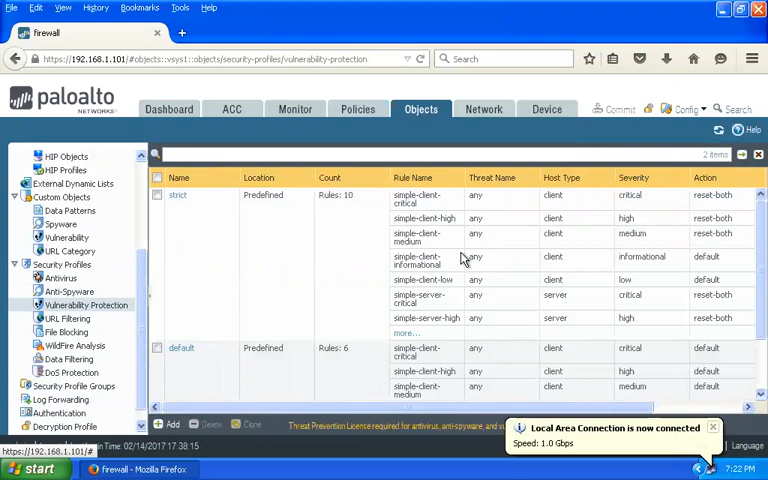 File Edit View History Bookmarks Tools Help
firewall
https://192.168.1.101/#objects::vsys1::objects/security-profiles/vulnerability-protection
Search
paloalto
NETWORKS
Dashboard ACC Monitor Policies Objects Network Device
Commit Config Search
Help
HIP Objects
HIP Profiles
External Dynamic Lists
Custom Objects
Data Patterns
Spyware
Vulnerability
URL Category
Security Profiles
Antivirus
Anti-Spyware
Vulnerability Protection
URL Filtering
File Blocking
WildFire Analysis
Data Filtering
DoS Protection
Security Profile Groups
Log Forwarding
Authentication
Decryption Profile
2 items
Name Location Count Rule Name Threat Name Host Type Severity Action
strict Predefined Rules: 10 simple-client-critical any client critical reset-both
simple-client-high any client high reset-both
simple-client-medium any client medium reset-both
simple-client-informational any client informational default
simple-client-low any client low default
simple-server-critical any server critical reset-both
simple-server-high any server high reset-both
more...
default Predefined Rules: 6 simple-client-critical any client critical default
simple-client-high any client high default
simple-client-medium any client medium default
Add Delete Clone
Threat Prevention License required for antivirus, anti-spyware, and
Time: 02/14/2017 17:38:15
Language
Local Area Connection is now connected
Speed: 1.0 Gbps
https://192.168.1.101/#
start
firewall - Mozilla Firefox
7:22 PM